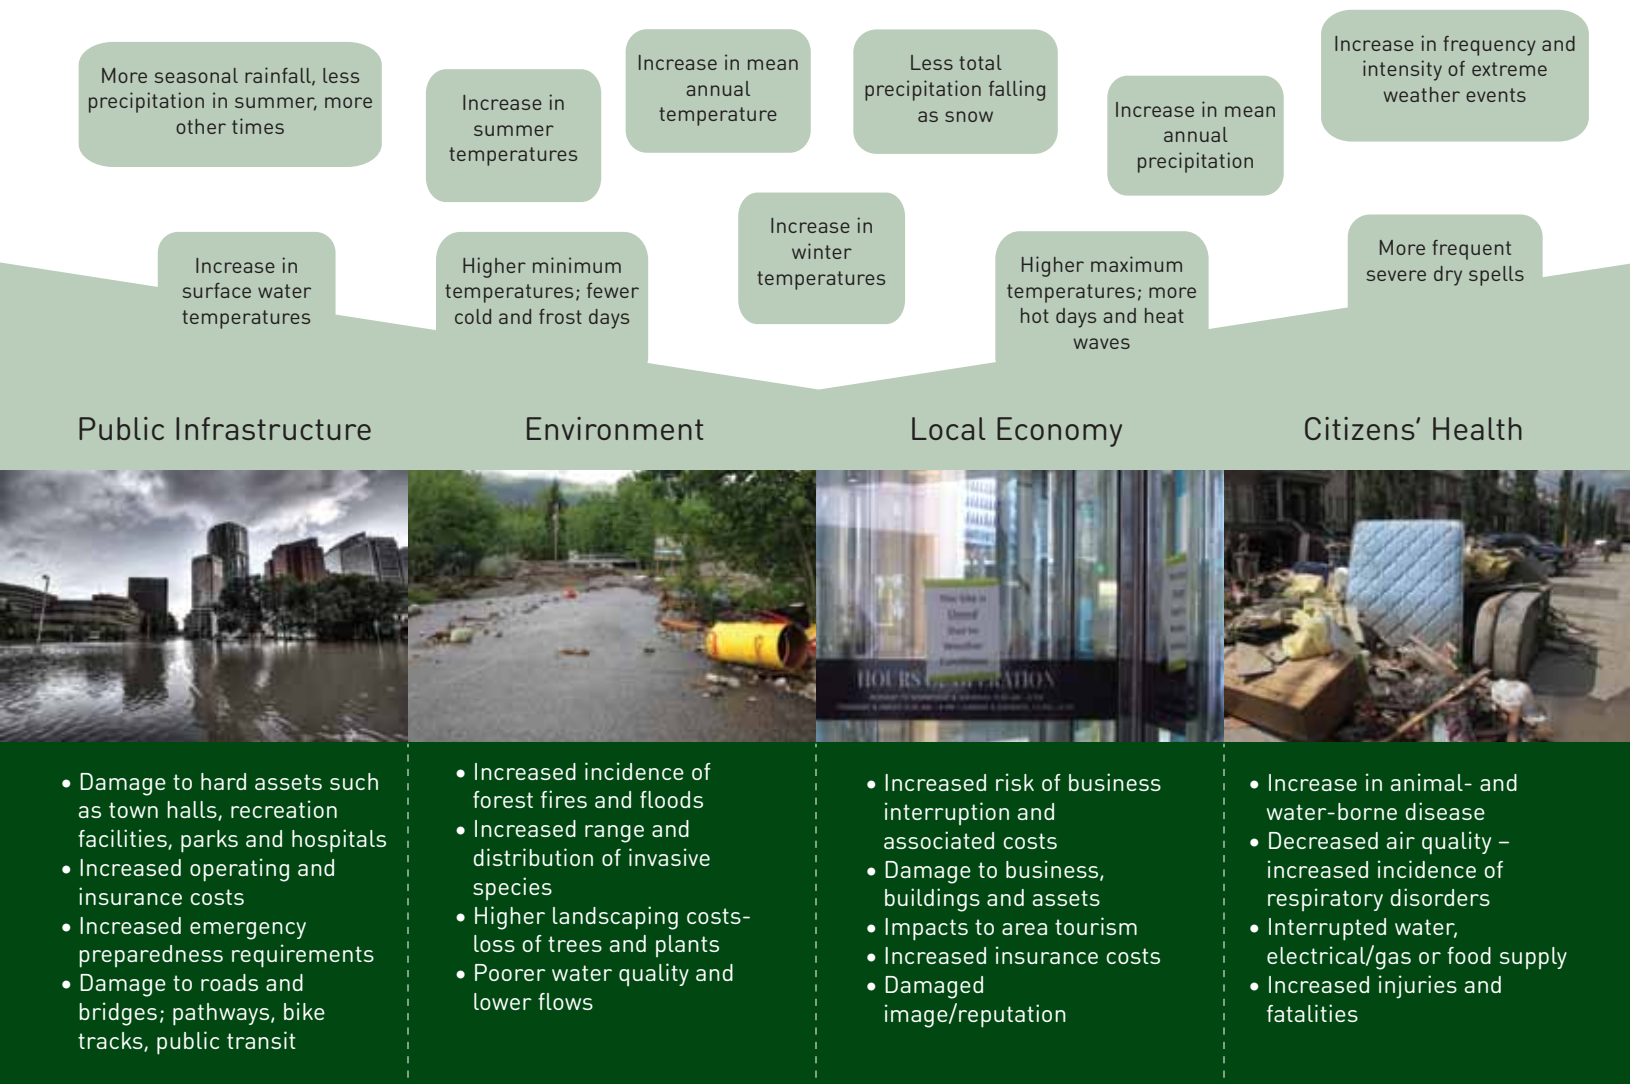 More seasonal rainfall, less
precipitation in summer, more
other times
Increase in
summer
temperatures
Increase in mean
annual
temperature
Less total
precipitation falling
as snow
Increase in mean
annual
precipitation
Increase in frequency and
intensity of extreme
weather events
Increase in
surface water
temperatures
Higher minimum
temperatures; fewer
cold and frost days
Increase in
winter
temperatures
Higher maximum
temperatures; more
hot days and heat
waves
More frequent
severe dry spells
Public Infrastructure
Environment
Local Economy
Citizens’ Health
Closed
Due to
Weather
HOURS
• Damage to hard assets such
as town halls, recreation
facilities, parks and hospitals
• Increased operating and
insurance costs
• Increased emergency
preparedness requirements
• Damage to roads and
bridges; pathways, bike
tracks, public transit
• Increased incidence of
forest fires and floods
• Increased range and
distribution of invasive
species
• Higher landscaping costs-
loss of trees and plants
• Poorer water quality and
lower flows
• Increased risk of business
interruption and
associated costs
• Damage to business,
buildings and assets
• Impacts to area tourism
• Increased insurance costs
• Damaged
image/reputation
• Increase in animal- and
water-borne disease
• Decreased air quality –
increased incidence of
respiratory disorders
• Interrupted water,
electrical/gas or food supply
• Increased injuries and
fatalities